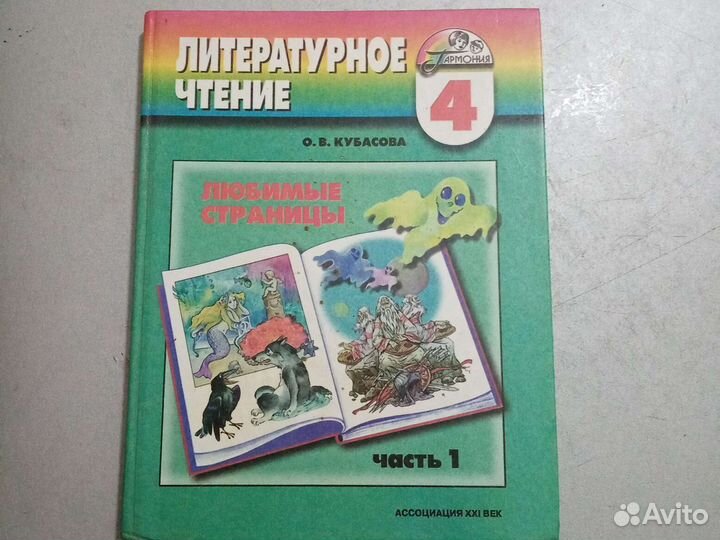 ЛИТЕРАТУРНОЕ
ЧТЕНИЕ
ГАРМОНИЯ
4
О. В. КУБАСОВА
ЛЮБИМЫЕ
СТРАНИЦЫ
часть 1
АССОЦИАЦИЯ XXI ВЕК
Avito